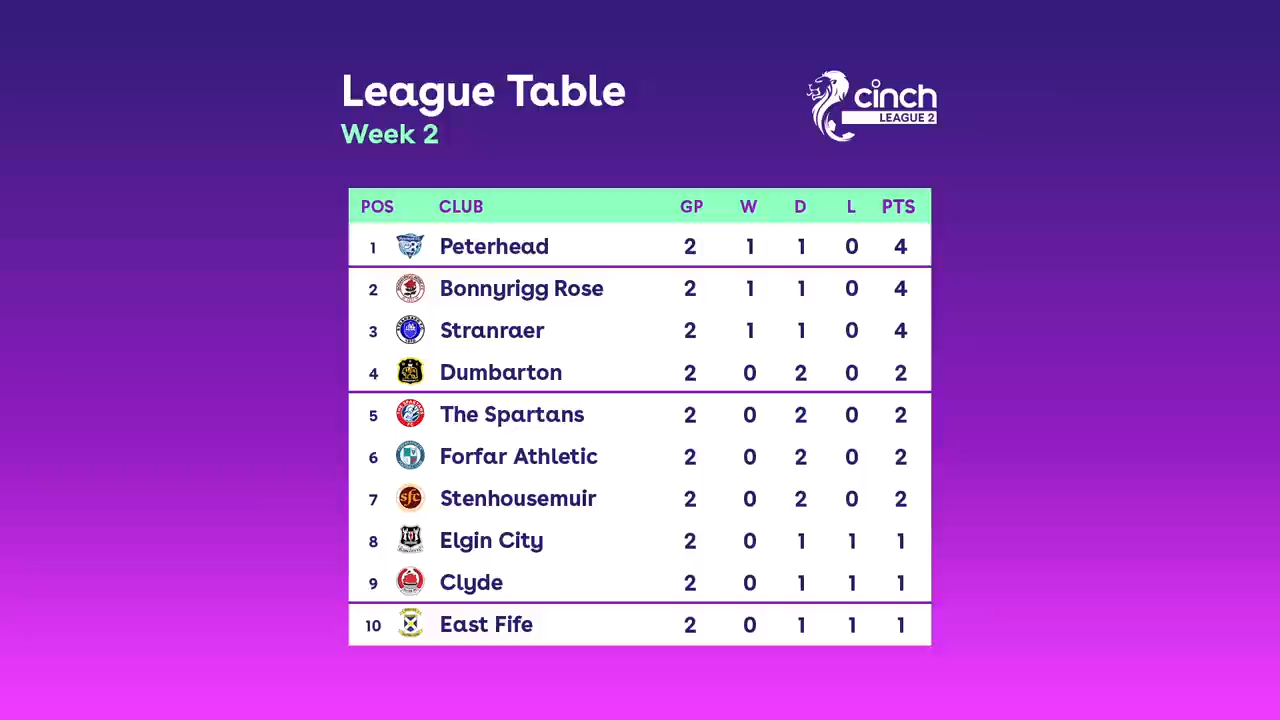 League Table
Week 2
cinch
LEAGUE 2
POS CLUB GP W D L PTS
1 Peterhead 2 1 1 0 4
2 Bonnyrigg Rose 2 1 1 0 4
3 Stranraer 2 1 1 0 4
4 Dumbarton 2 0 2 0 2
5 The Spartans 2 0 2 0 2
6 Forfar Athletic 2 0 2 0 2
7 sfc Stenhousemuir 2 0 2 0 2
8 Elgin City 2 0 1 1 1
9 Clyde 2 0 1 1 1
10 East Fife 2 0 1 1 1